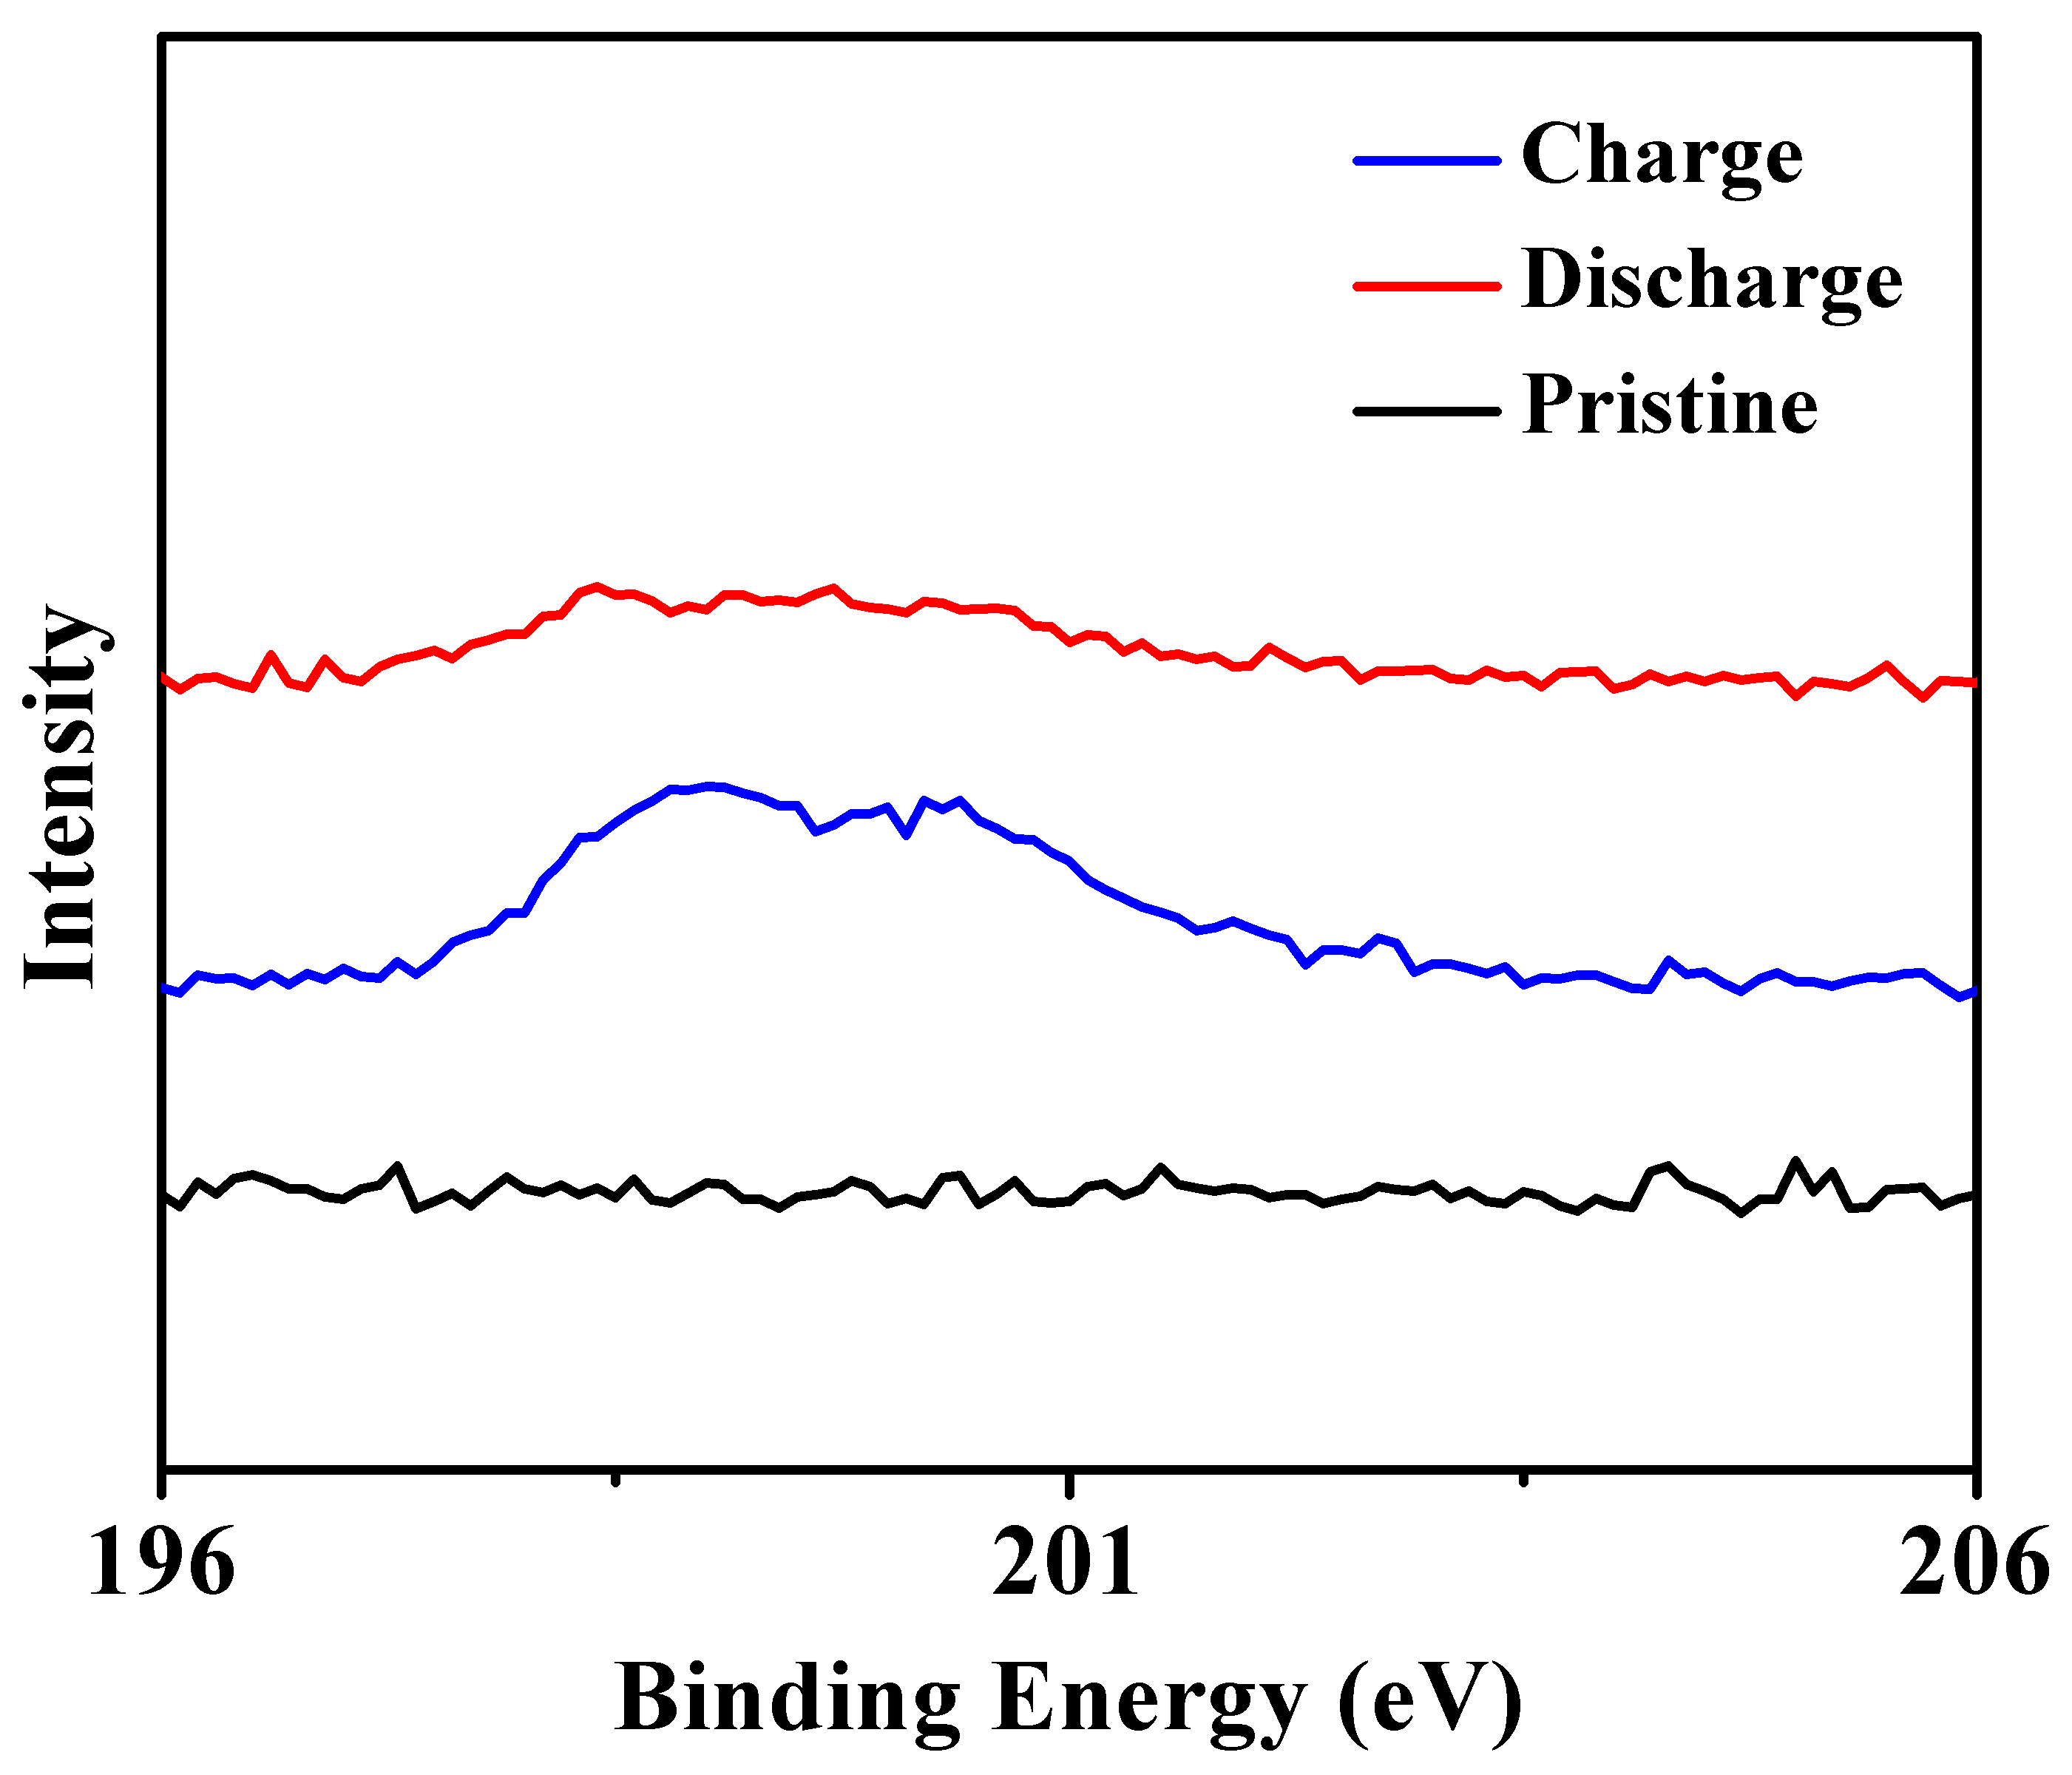 Charge
Discharge
Pristine
Intensity
196 201 206
Binding Energy (eV)